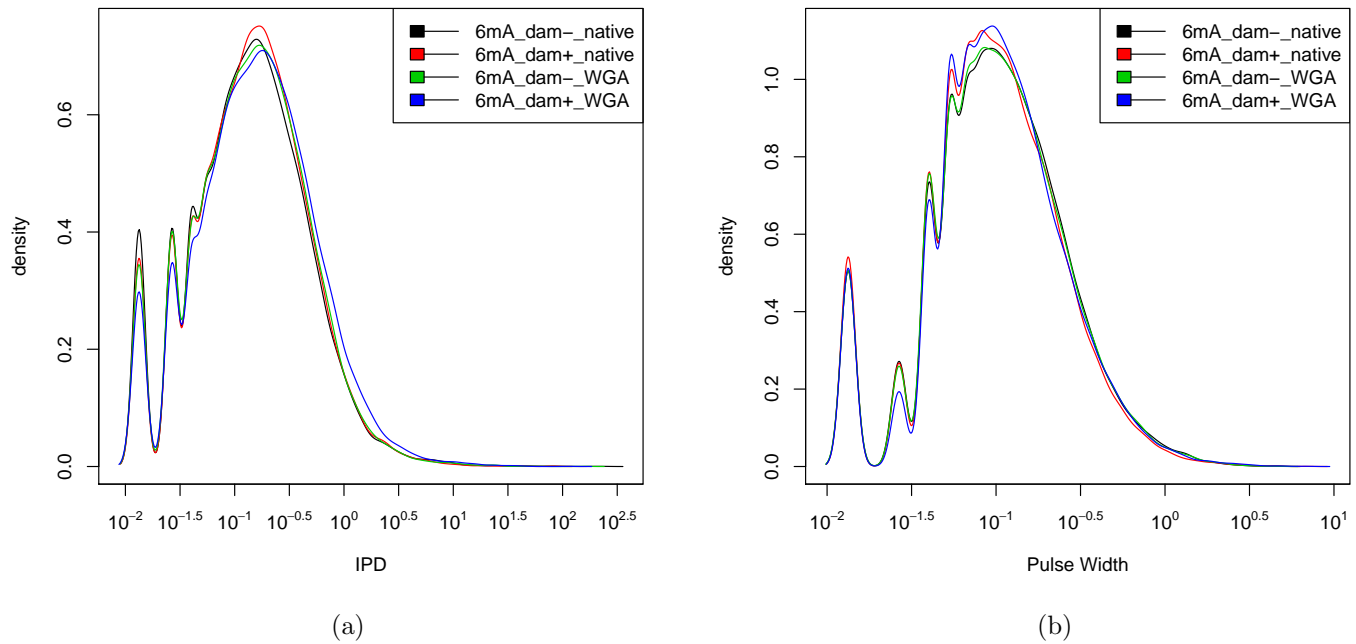 6mA_dam−_native
6mA_dam+_native
6mA_dam−_WGA
6mA_dam+_WGA
density
0.0 0.2 0.4 0.6
10^-2 10^-1.5 10^-1 10^-0.5 10^0 10^0.5 10^1 10^1.5 10^2 10^2.5
IPD
(a)
6mA_dam−_native
6mA_dam+_native
6mA_dam−_WGA
6mA_dam+_WGA
density
0.0 0.2 0.4 0.6 0.8 1.0
10^-2 10^-1.5 10^-1 10^-0.5 10^0 10^0.5 10^1
Pulse Width
(b)